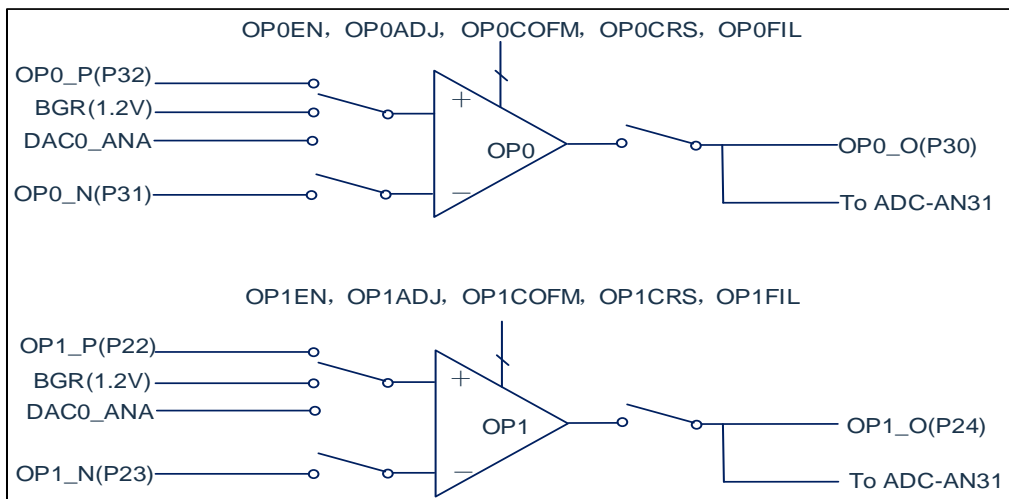 OP0EN, OP0ADJ, OP0COFM, OP0CRS, OP0FIL
OP0_P(P32)
BGR(1.2V)
DAC0_ANA
OP0_N(P31)
+
−
OP0
OP0_O(P30)
To ADC-AN31
OP1EN, OP1ADJ, OP1COFM, OP1CRS, OP1FIL
OP1_P(P22)
BGR(1.2V)
DAC0_ANA
OP1_N(P23)
+
−
OP1
OP1_O(P24)
To ADC-AN31